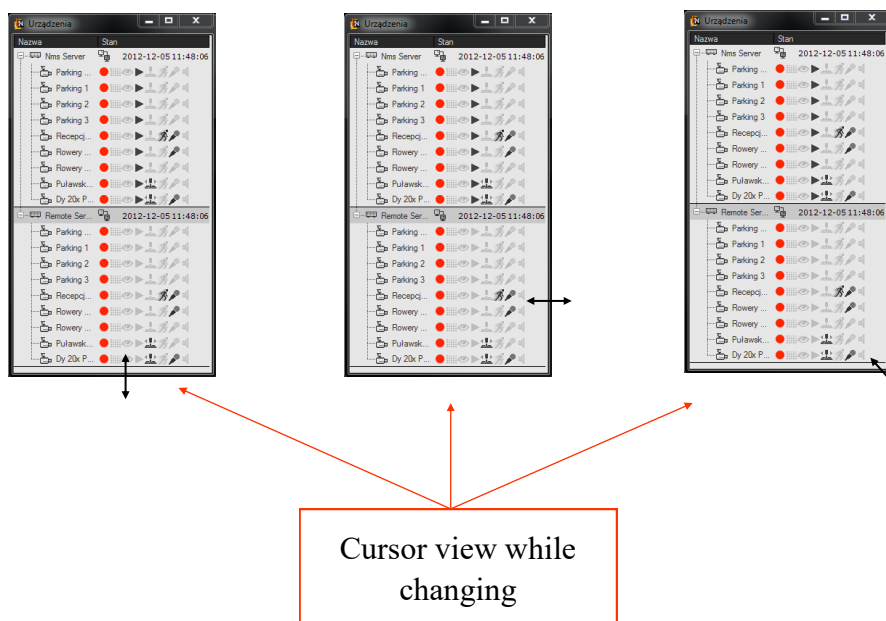 Urządzenia
Nazwa Stan
Nms Server 2012-12-05 11:48:06
Parking ...
Parking 1
Parking 2
Parking 3
Recepcj...
Rowery ...
Rowery ...
Puławsk...
Dy 20x P...
Remote Ser... 2012-12-05 11:48:06
Parking ...
Parking 1
Parking 2
Parking 3
Recepcj...
Rowery ...
Rowery ...
Puławsk...
Dy 20x P...
Urządzenia
Nazwa Stan
Nms Server 2012-12-05 11:48:06
Parking ...
Parking 1
Parking 2
Parking 3
Recepcj...
Rowery ...
Rowery ...
Puławsk...
Dy 20x P...
Remote Ser... 2012-12-05 11:48:06
Parking ...
Parking 1
Parking 2
Parking 3
Recepcj...
Rowery ...
Rowery ...
Puławsk...
Dy 20x P...
Urządzenia
Nazwa Stan
Nms Server 2012-12-05 11:48:06
Parking ...
Parking 1
Parking 2
Parking 3
Recepcj...
Rowery ...
Rowery ...
Puławsk...
Dy 20x P...
Remote Ser... 2012-12-05 11:48:06
Parking ...
Parking 1
Parking 2
Parking 3
Recepcj...
Rowery ...
Rowery ...
Puławsk...
Dy 20x P...
Cursor view while
changing